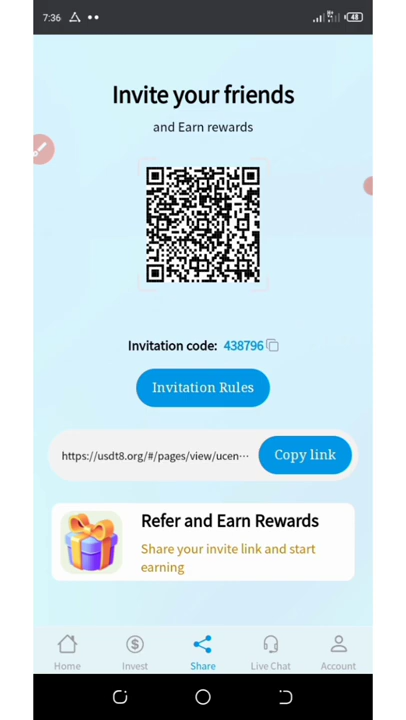 7:36
48
Invite your friends
and Earn rewards
Invitation code: 438796
Invitation Rules
https://usdt8.org/#/pages/view/ucen···
Copy link
Refer and Earn Rewards
Share your invite link and start
earning
Home
Invest
Share
Live Chat
Account